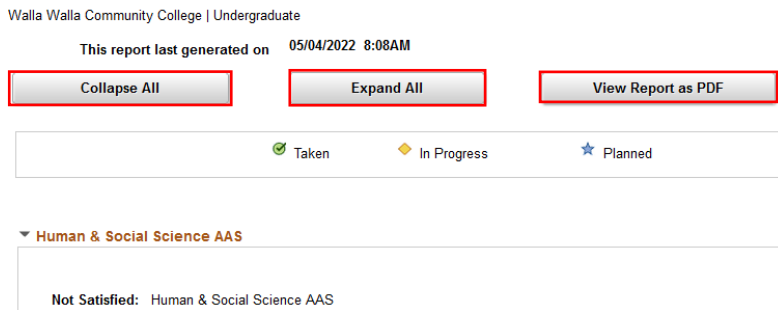 Walla Walla Community College | Undergraduate
This report last generated on 05/04/2022 8:08AM
Collapse All Expand All View Report as PDF
Taken In Progress Planned
Human & Social Science AAS
Not Satisfied: Human & Social Science AAS